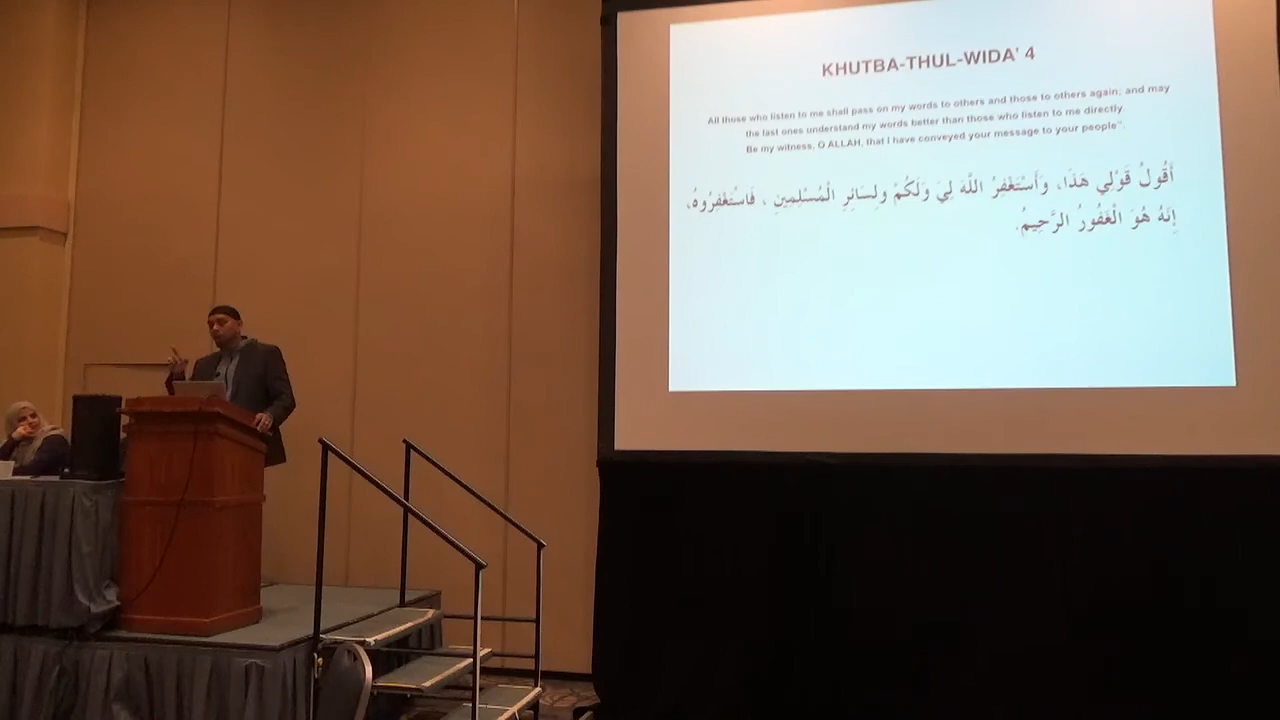 KHUTBA-THUL-WIDA' 4
All those who listen to me shall pass on my words to others and those to others again; and may
the last ones understand my words better than those who listen to me directly.
Be my witness, O ALLAH, that I have conveyed your message to your people".
أَقُولُ قَوْلِي هَذَا، وَأَسْتَغْفِرُ اللَّهَ لِيَ وَلَكُمْ وِلِسَائِرِ الْمُسْلِمِينِ ، فَاسْتَغْفِرُوهُ،
إِنَهُ هُوَ الْغَفُورُ الرَّحِيمُ.